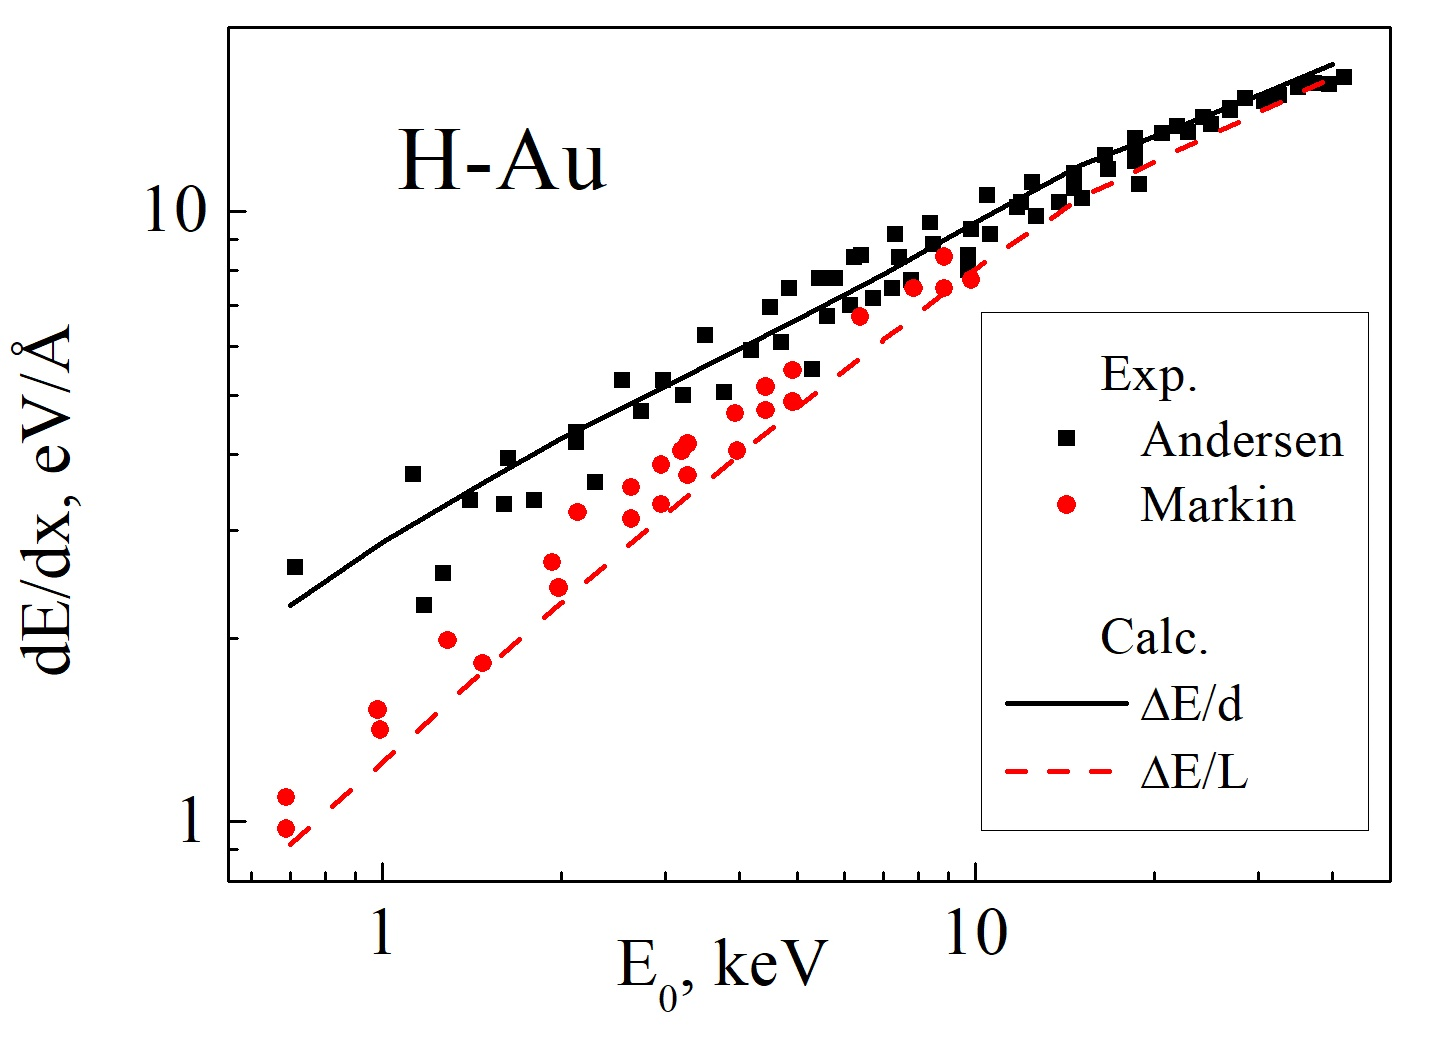 H-Au
10
1
dE/dx, eV/Å
Exp.
Andersen
Markin
Calc.
ΔE/d
ΔE/L
1
10
E₀, keV